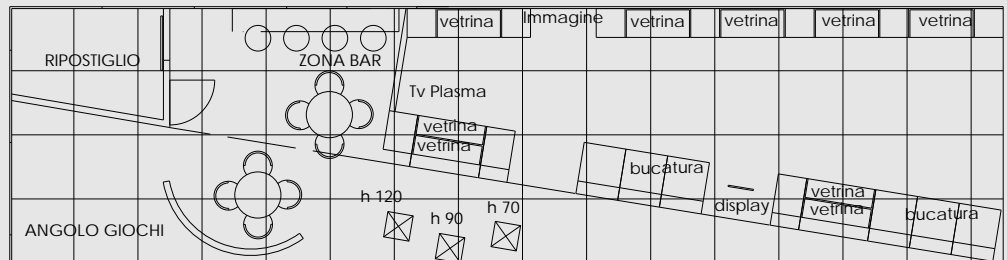 vetrina
Immagine
vetrina
vetrina
vetrina
vetrina
RIPOSTIGLIO
ZONA BAR
Tv Plasma
vetrina
vetrina
bucatura
h 120
h 90
h 70
display
vetrina
vetrina
bucatura
ANGOLO GIOCHI